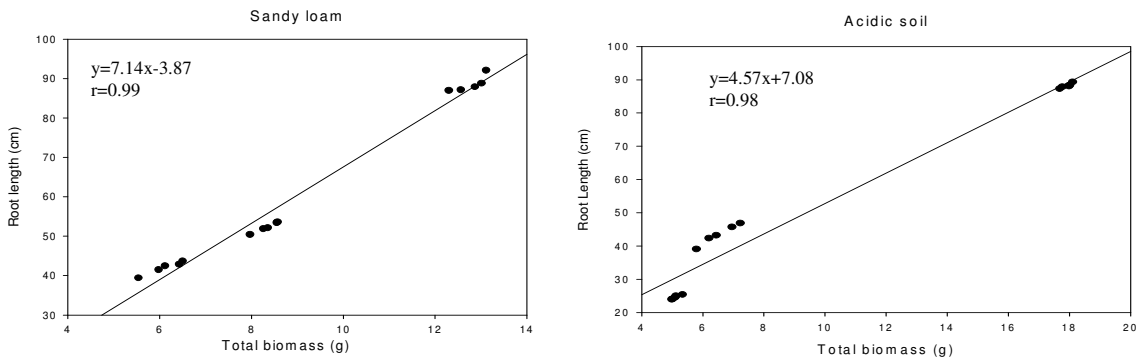 Sandy loam
100
90
80
70
60
50
40
30
4 6 8 10 12 14
Root length (cm)
Total biomass (g)
y=7.14x-3.87
r=0.99
Acidic soil
100
90
80
70
60
50
40
30
20
4 6 8 10 12 14 16 18 20
Root Length (cm)
Total biomass (g)
y=4.57x+7.08
r=0.98